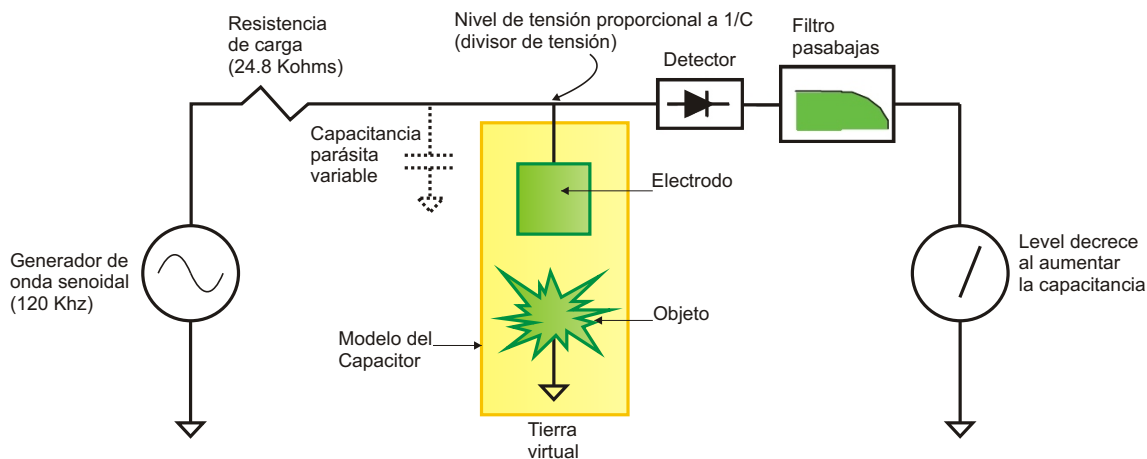 Resistencia
de carga
(24.8 Kohms)
Nivel de tensión proporcional a 1/C
(divisor de tensión)
Detector
Filtro
pasabajas
Capacitancia
parásita
variable
Electrodo
Generador de
onda senoidal
(120 Khz)
Level decrece
al aumentar
la capacitancia
Objeto
Modelo del
Capacitor
Tierra
virtual